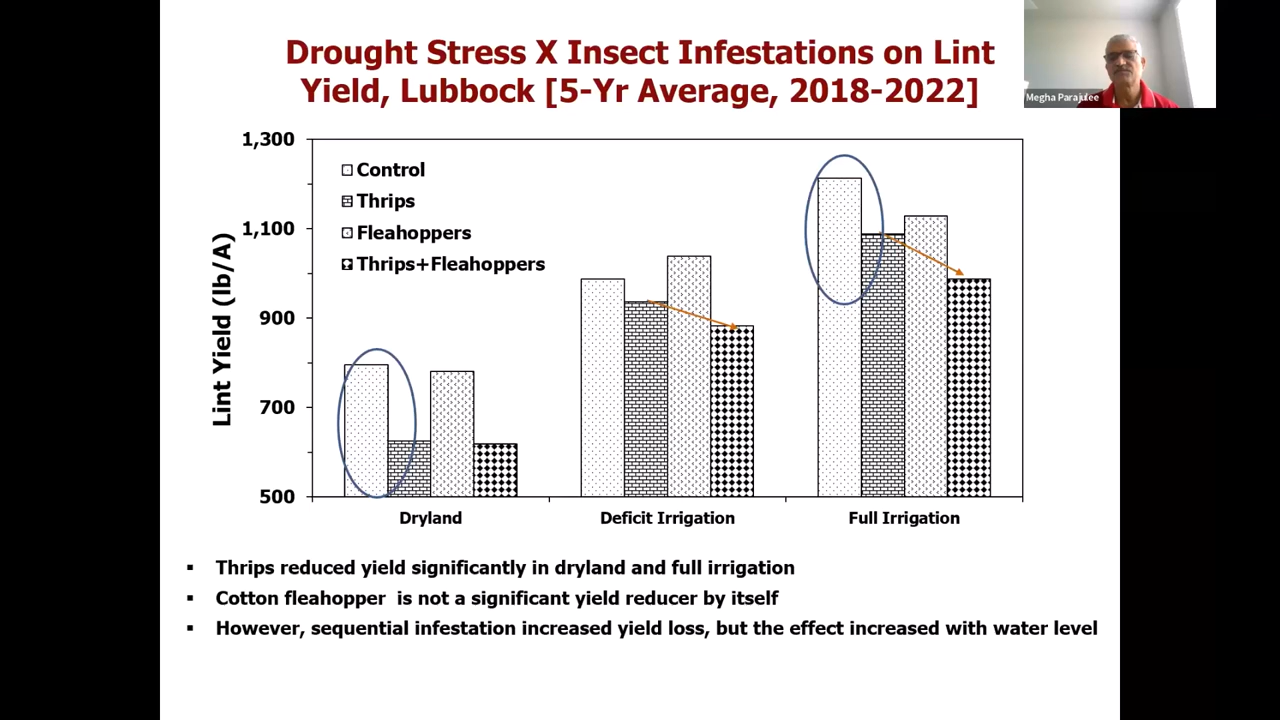 Drought Stress X Insect Infestations on Lint
Yield, Lubbock [5-Yr Average, 2018-2022]
Megha Parajulee
1,300
1,100
900
700
500
Lint Yield (lb/A)
Control
Thrips
Fleahoppers
Thrips+Fleahoppers
Dryland
Deficit Irrigation
Full Irrigation
▪ Thrips reduced yield significantly in dryland and full irrigation
▪ Cotton fleahopper is not a significant yield reducer by itself
▪ However, sequential infestation increased yield loss, but the effect increased with water level